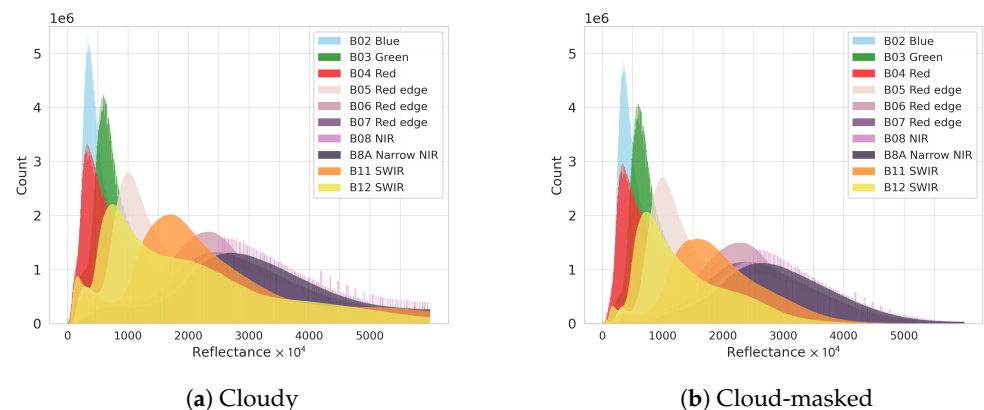 1e6
5
4
3
2
1
0
Count
0 1000 2000 3000 4000 5000
Reflectance × 10⁴
B02 Blue
B03 Green
B04 Red
B05 Red edge
B06 Red edge
B07 Red edge
B08 NIR
B8A Narrow NIR
B11 SWIR
B12 SWIR
(a) Cloudy
1e6
5
4
3
2
1
0
Count
0 1000 2000 3000 4000 5000
Reflectance × 10⁴
B02 Blue
B03 Green
B04 Red
B05 Red edge
B06 Red edge
B07 Red edge
B08 NIR
B8A Narrow NIR
B11 SWIR
B12 SWIR
(b) Cloud-masked